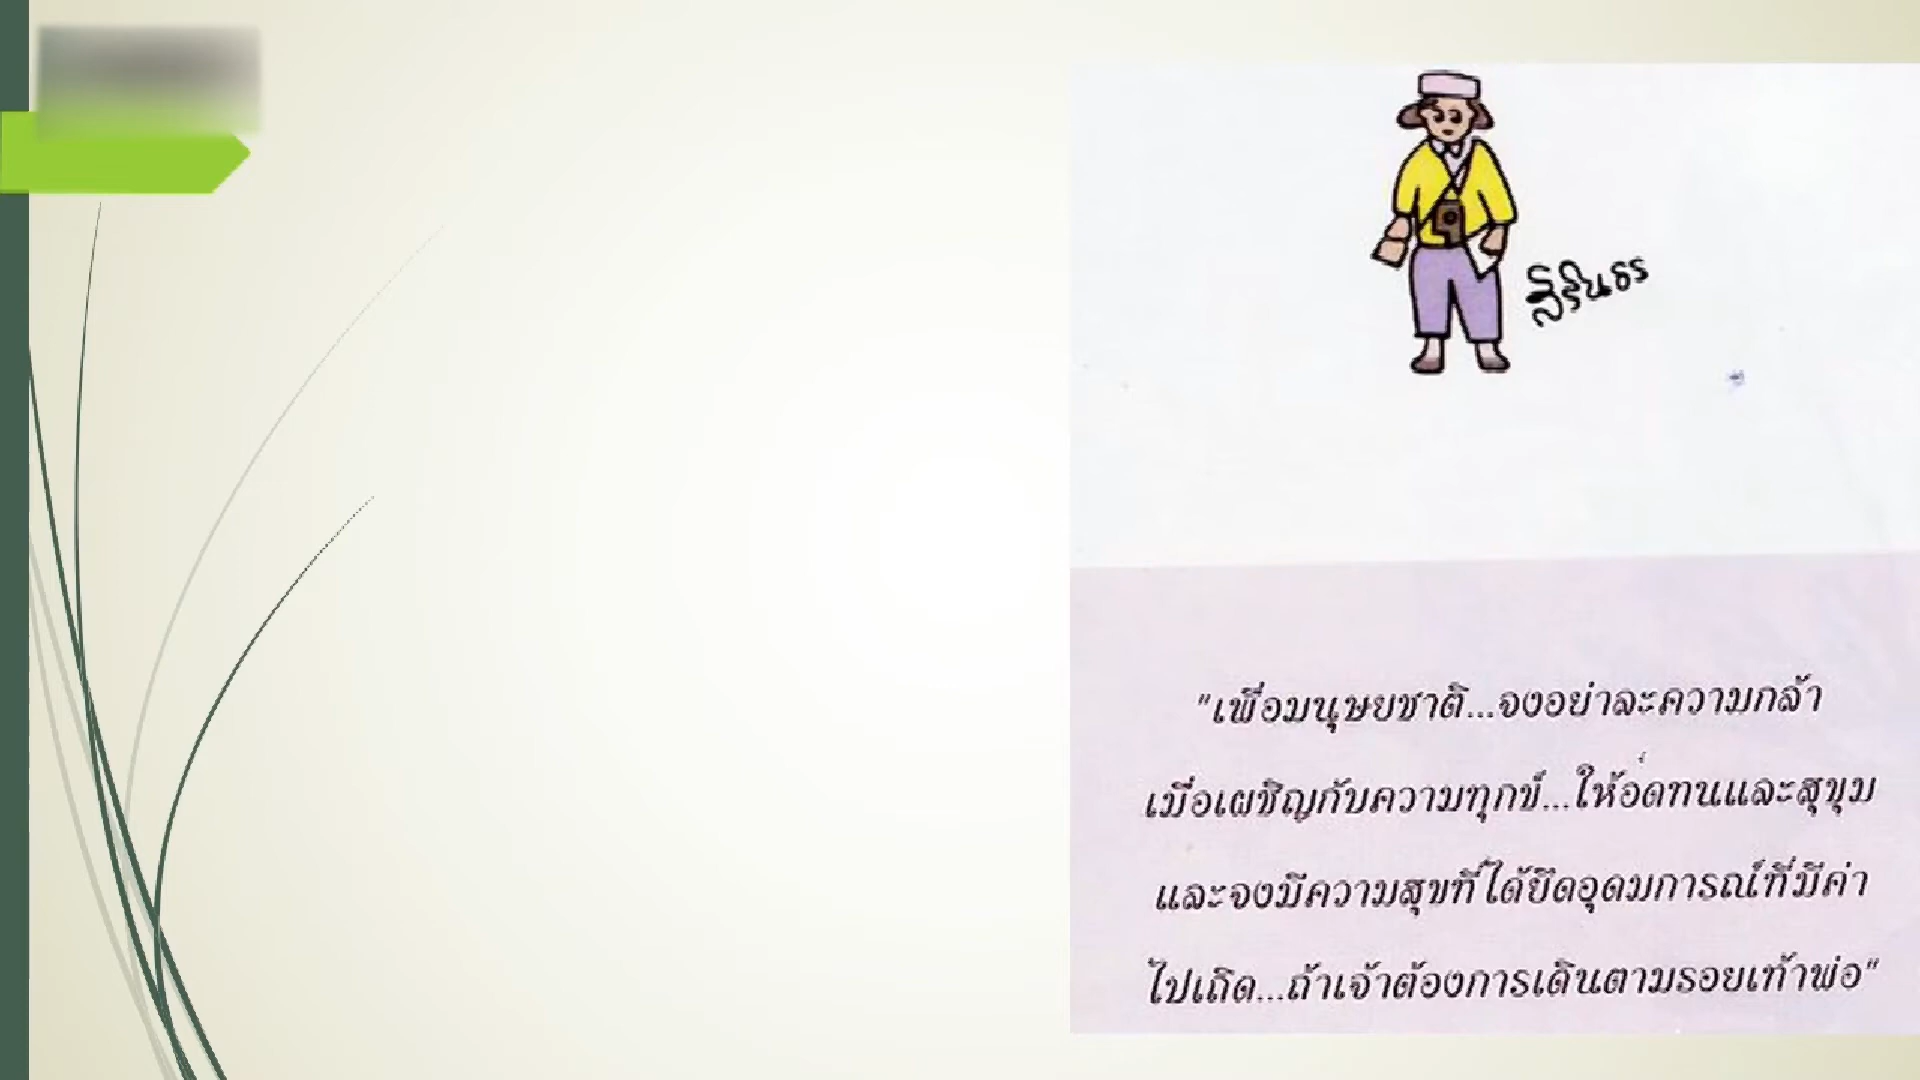 สิรินธร
"เพื่อมนุษยชาติ...จงอย่าละความกล้า
เมื่อเผชิญกับความทุกข์...ให้อดทนและสุขุม
และจงมีความสุขที่ได้ยึดอุดมการณ์ที่มีค่า
ไปเถิด...ถ้าเจ้าต้องการเดินตามรอยเท้าพ่อ"